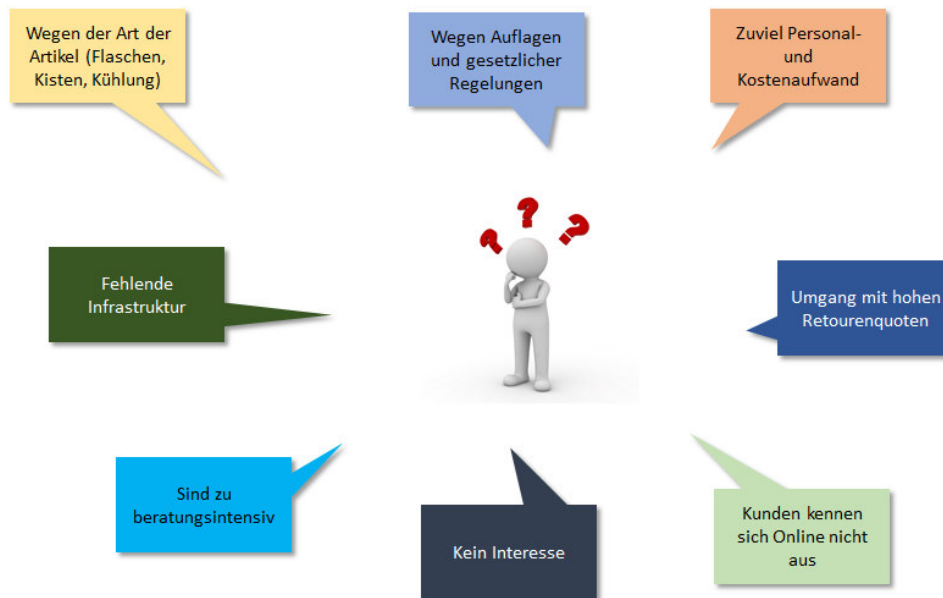 Wegen der Art der
Artikel (Flaschen,
Kisten, Kühlung)
Wegen Auflagen
und gesetzlicher
Regelungen
Zuviel Personal-
und
Kostenaufwand
? ? ?
Fehlende
Infrastruktur
Umgang mit hohen
Retourenquoten
Sind zu
beratungsintensiv
Kein Interesse
Kunden kennen
sich Online nicht
aus